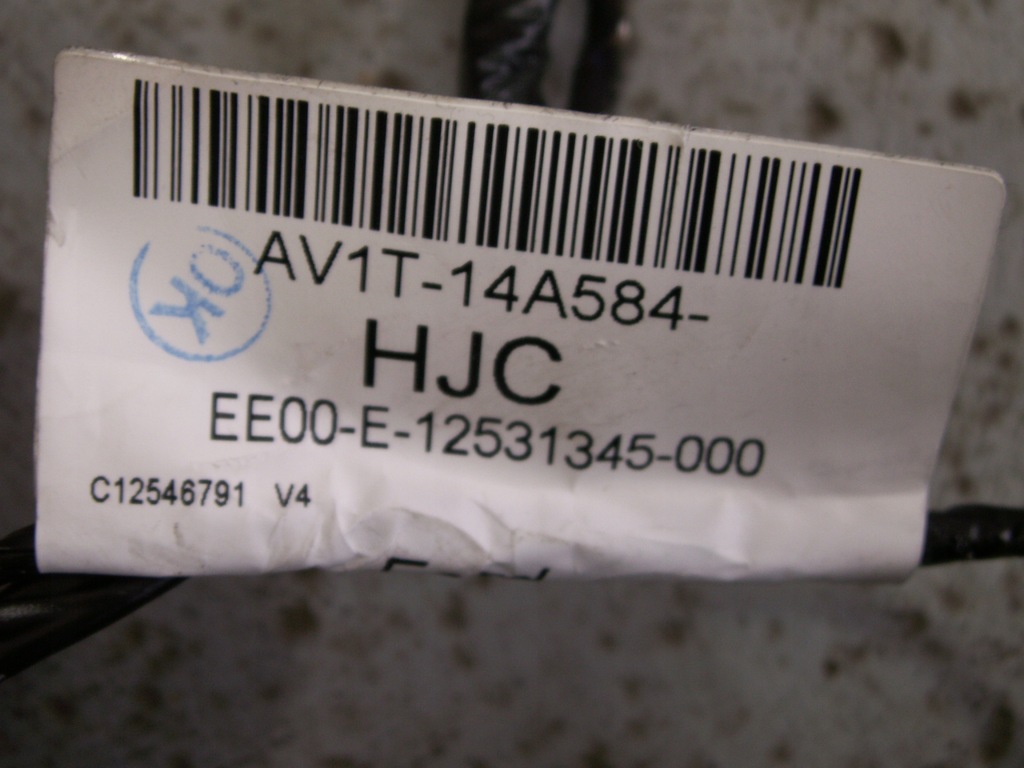 AV1T-14A584-
HJC
EE00-E-12531345-000
C12546791 V4
OK